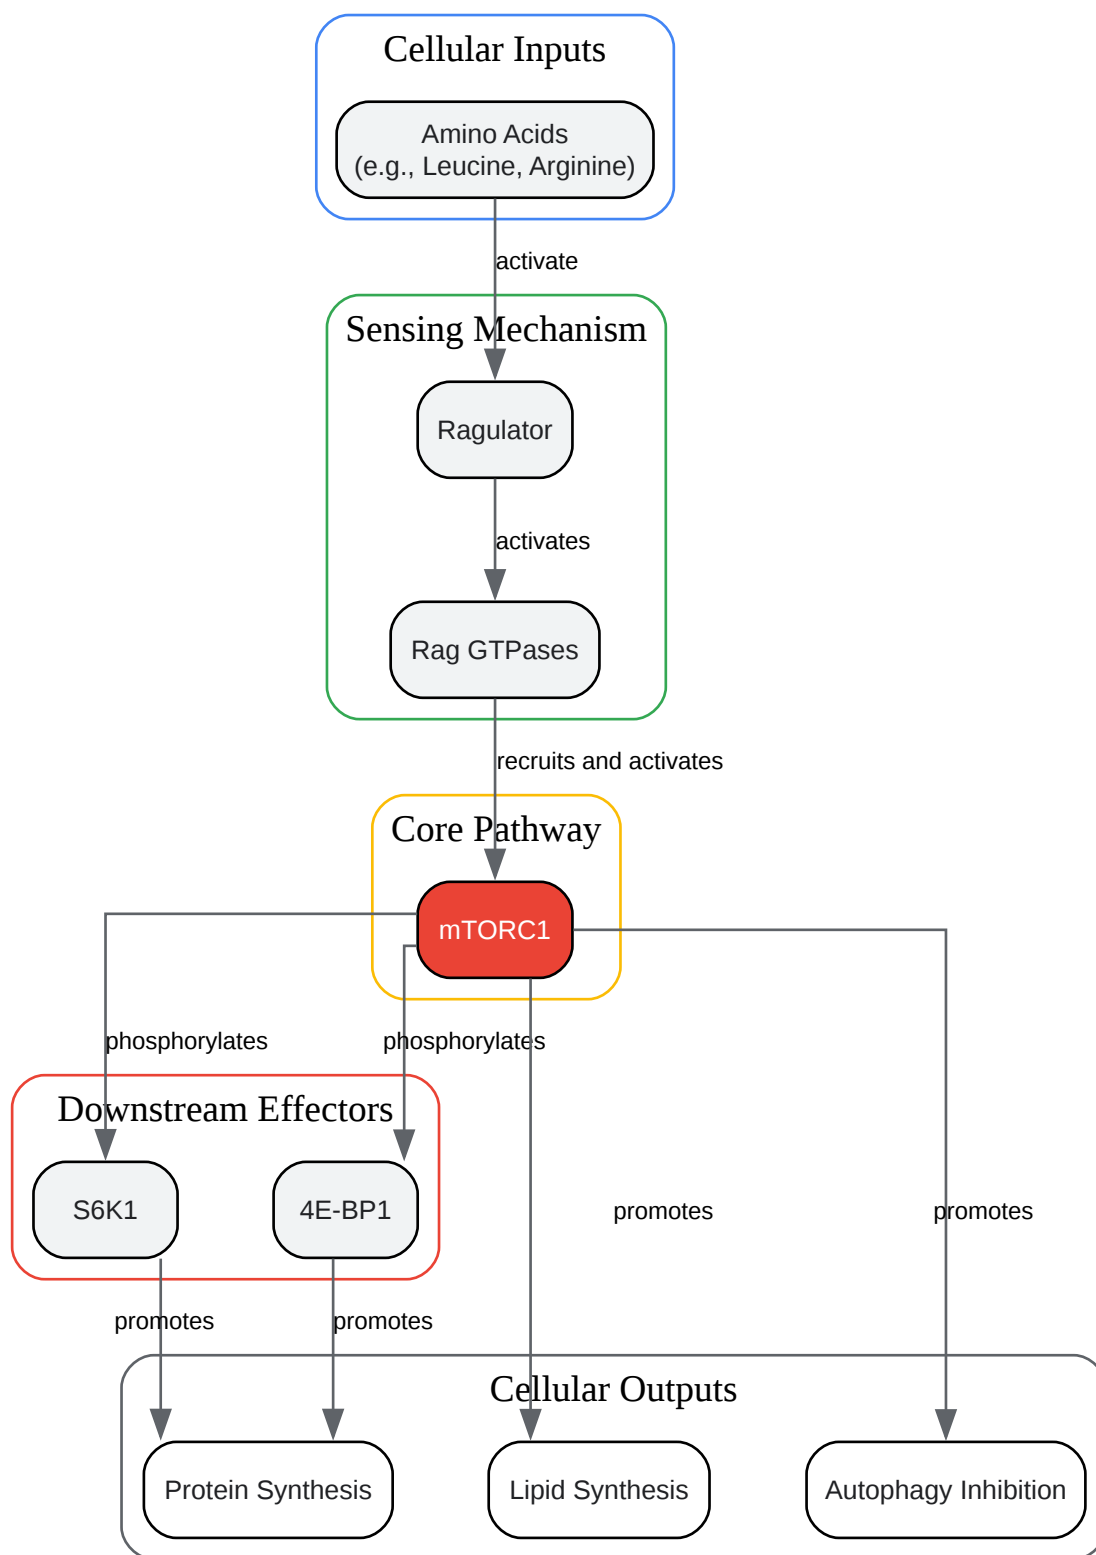 Cellular Inputs
Amino Acids
(e.g., Leucine, Arginine)
activate
Sensing Mechanism
Ragulator
activates
Rag GTPases
recruits and activates
Core Pathway
mTORC1
phosphorylates
phosphorylates
Downstream Effectors
S6K1
4E-BP1
promotes
promotes
promotes
promotes
Cellular Outputs
Protein Synthesis
Lipid Synthesis
Autophagy Inhibition